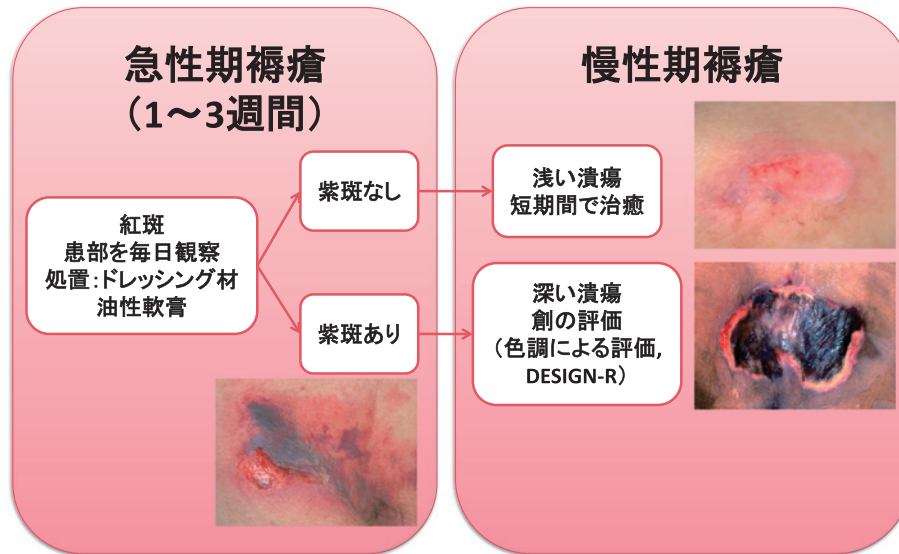 急性期褥瘡
（1〜3週間）
紅斑
患部を毎日観察
処置：ドレッシング材
油性軟膏
紫斑なし
紫斑あり
慢性期褥瘡
浅い潰瘍
短期間で治癒
深い潰瘍
創の評価
（色調による評価,
DESIGN-R）